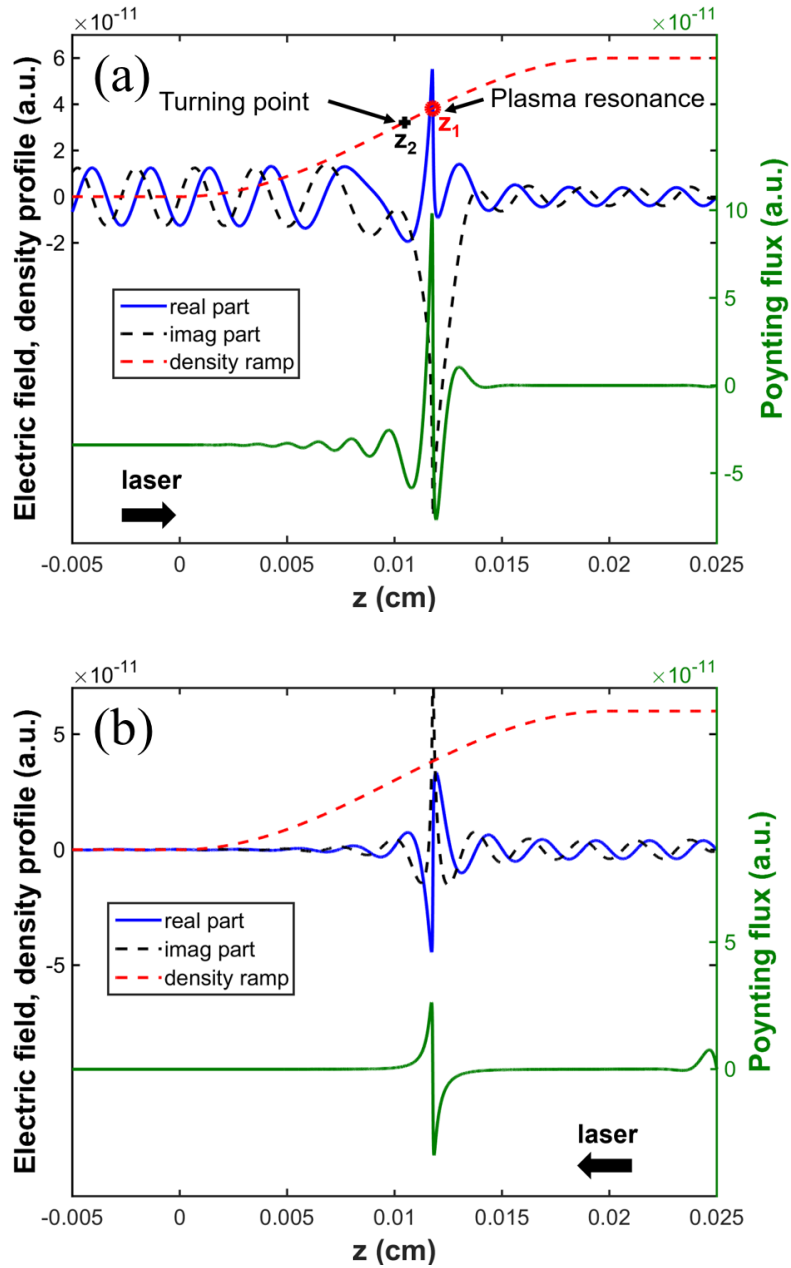 ×10⁻¹¹
×10⁻¹¹
(a)
Turning point
Plasma resonance
z₂
z₁
Electric field, density profile (a.u.)
6
4
2
0
-2
10
5
0
-5
Poynting flux (a.u.)
real part
imag part
density ramp
laser
-0.005
0
0.005
0.01
0.015
0.02
0.025
z (cm)
×10⁻¹¹
×10⁻¹¹
(b)
Electric field, density profile (a.u.)
5
0
-5
5
0
Poynting flux (a.u.)
real part
imag part
density ramp
laser
-0.005
0
0.005
0.01
0.015
0.02
0.025
z (cm)